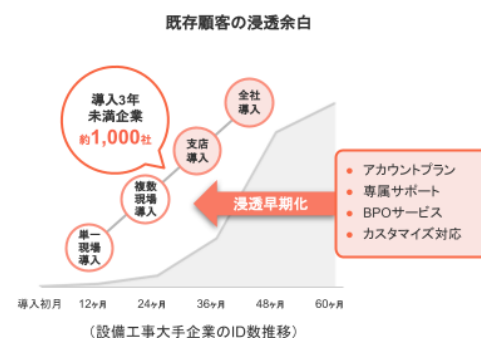 既存顧客の浸透余白
導入3年
未満企業
約1,000社
全社
導入
支店
導入
複数
現場
導入
単一
現場
導入
浸透早期化
• アカウントプラン
• 専属サポート
• BPOサービス
• カスタマイズ対応
導入初月 12ヶ月 24ヶ月 36ヶ月 48ヶ月 60ヶ月
(設備工事大手企業のID数推移)